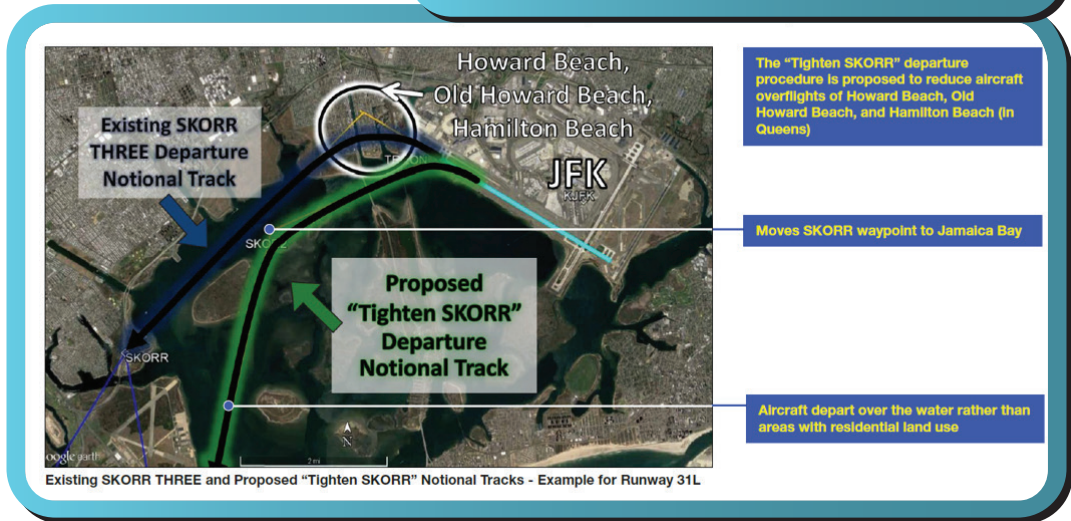 Howard Beach,
Old Howard Beach,
Hamilton Beach
Existing SKORR
THREE Departure
Notional Track
JFK
KJFK
Proposed
“Tighten SKORR”
Departure
Notional Track
SKORR
N
2 mi
Google earth
The “Tighten SKORR” departure
procedure is proposed to reduce aircraft
overflights of Howard Beach, Old
Howard Beach, and Hamilton Beach (in
Queens)
Moves SKORR waypoint to Jamaica Bay
Aircraft depart over the water rather than
areas with residential land use
Existing SKORR THREE and Proposed “Tighten SKORR” Notional Tracks - Example for Runway 31L